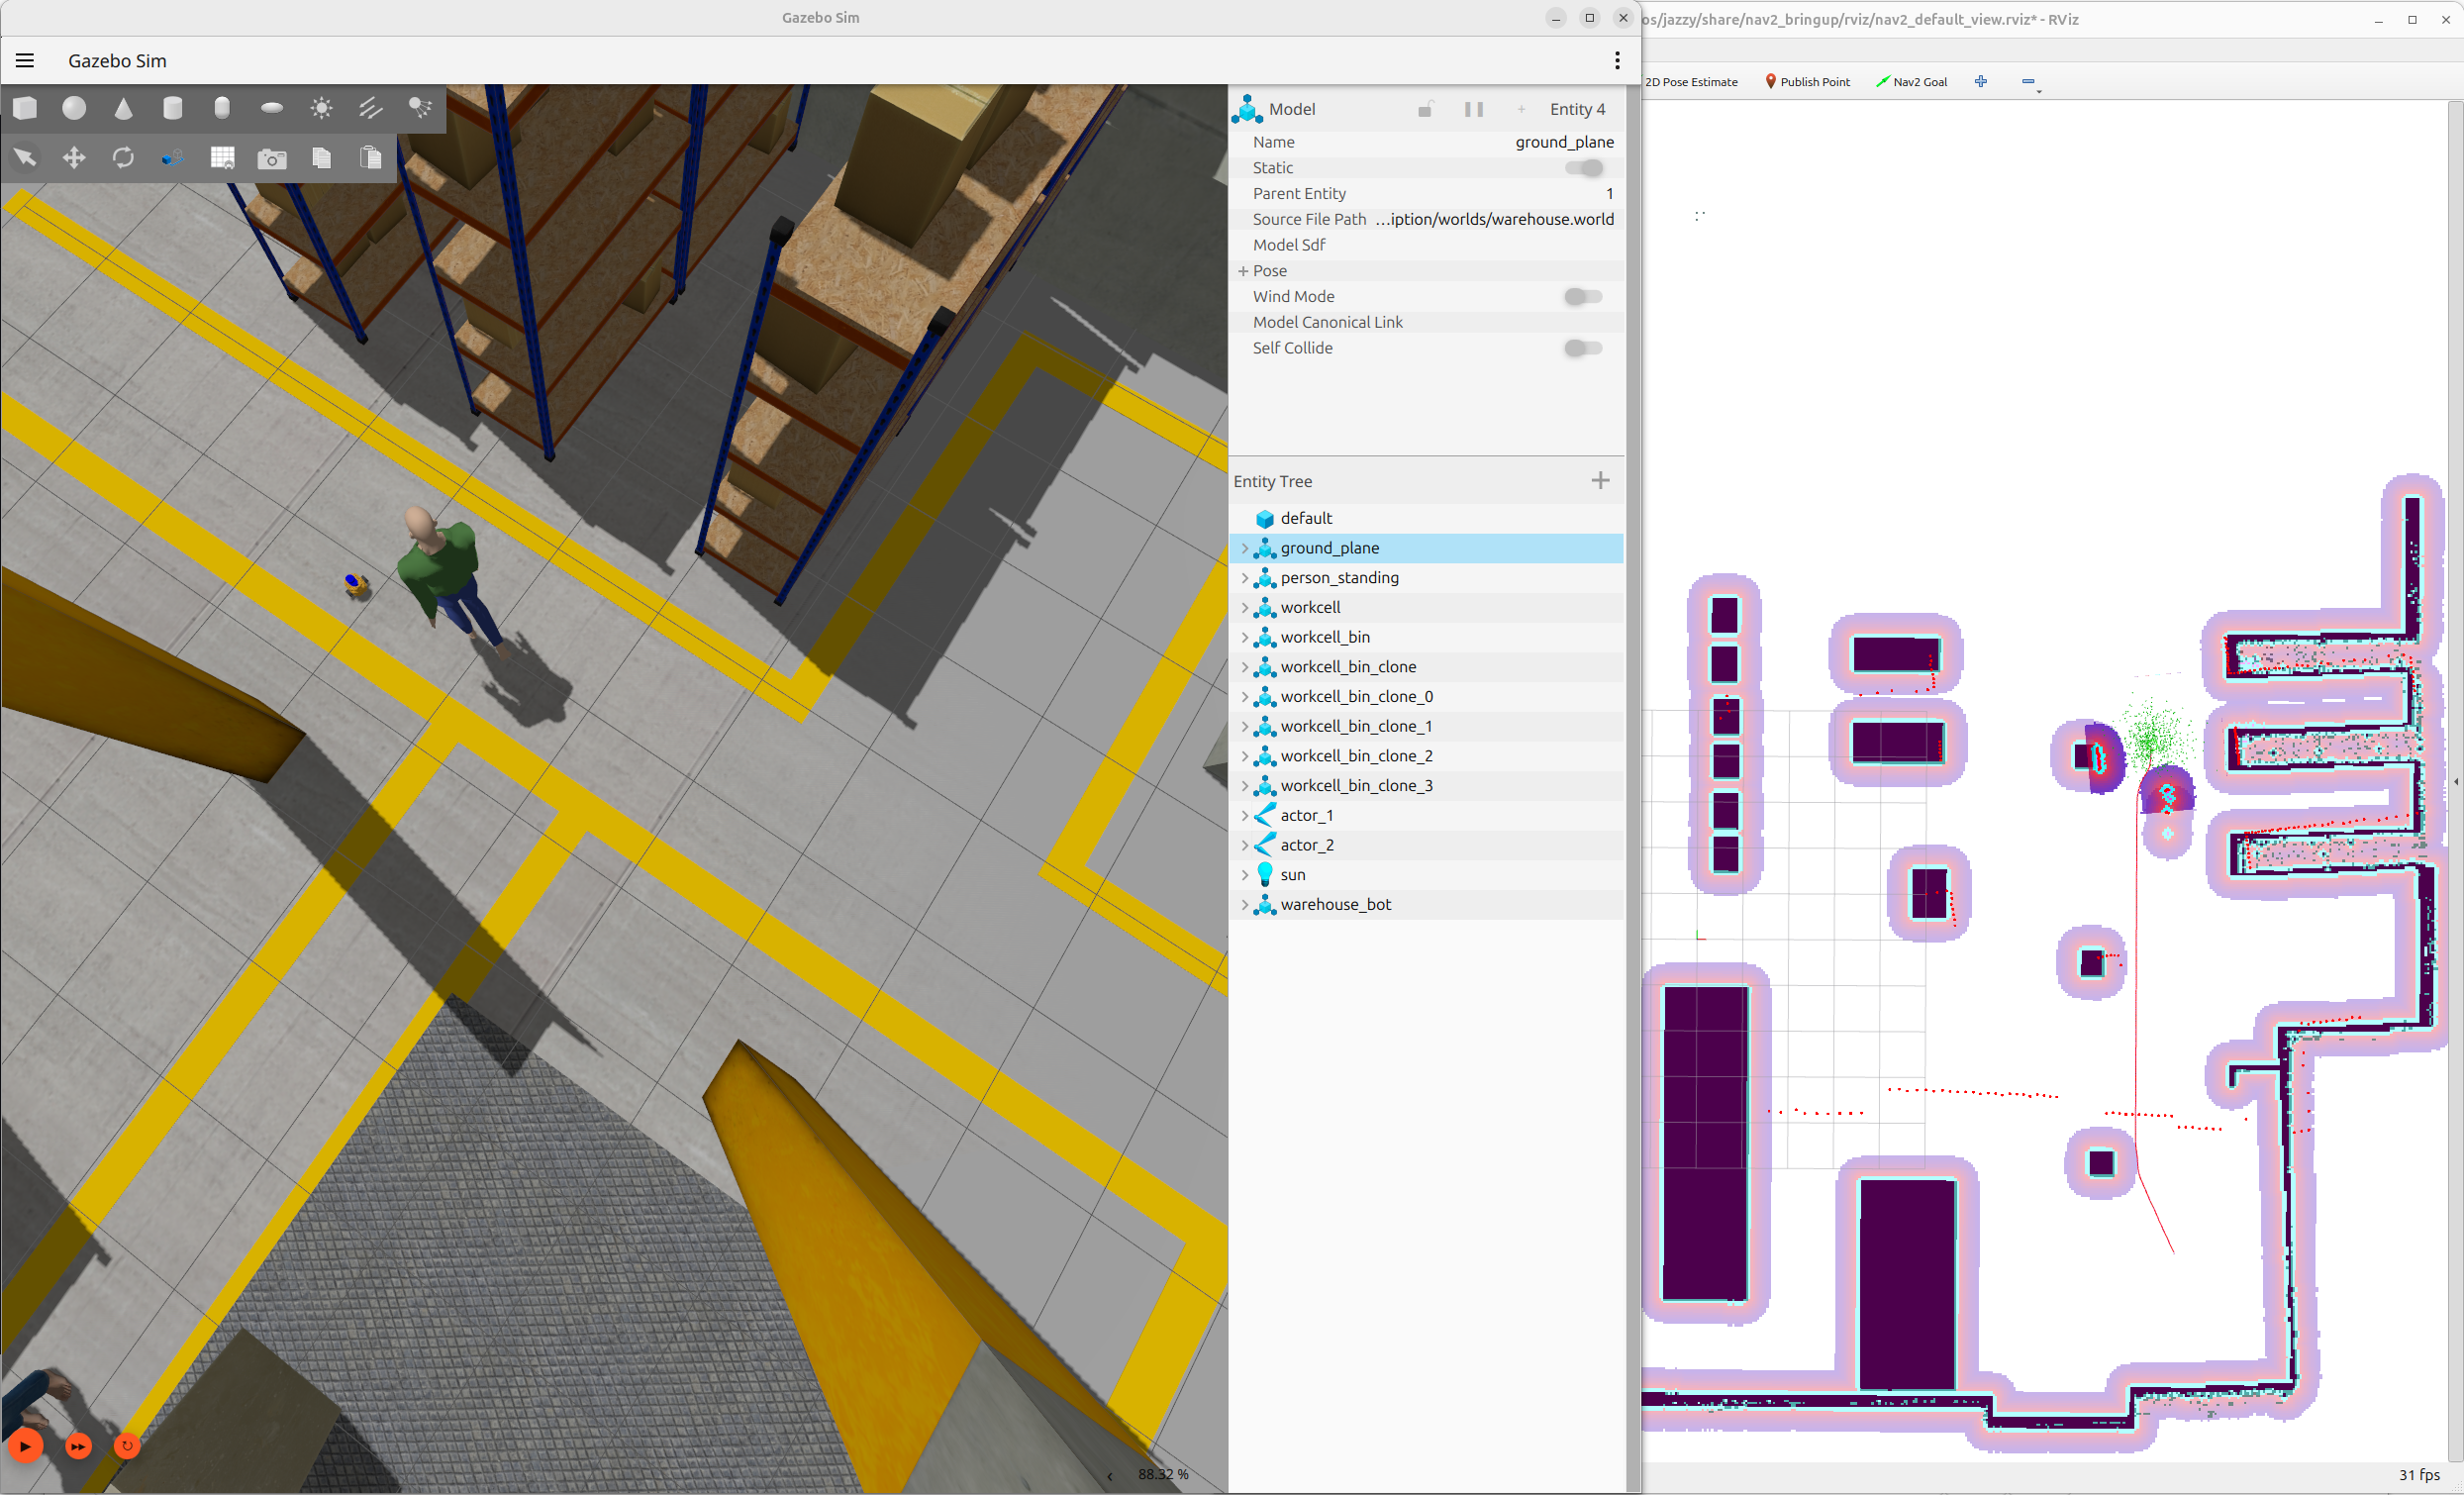 Gazebo Sim
os/jazzy/share/nav2_bringup/rviz/nav2_default_view.rviz* - RViz
Gazebo Sim
2D Pose Estimate
Publish Point
Nav2 Goal
Model
Entity 4
Name
ground_plane
Static
Parent Entity
1
Source File Path
...iption/worlds/warehouse.world
Model Sdf
Pose
Wind Mode
Model Canonical Link
Self Collide
Entity Tree
default
ground_plane
person_standing
workcell
workcell_bin
workcell_bin_clone
workcell_bin_clone_0
workcell_bin_clone_1
workcell_bin_clone_2
workcell_bin_clone_3
actor_1
actor_2
sun
warehouse_bot
88.32 %
31 fps